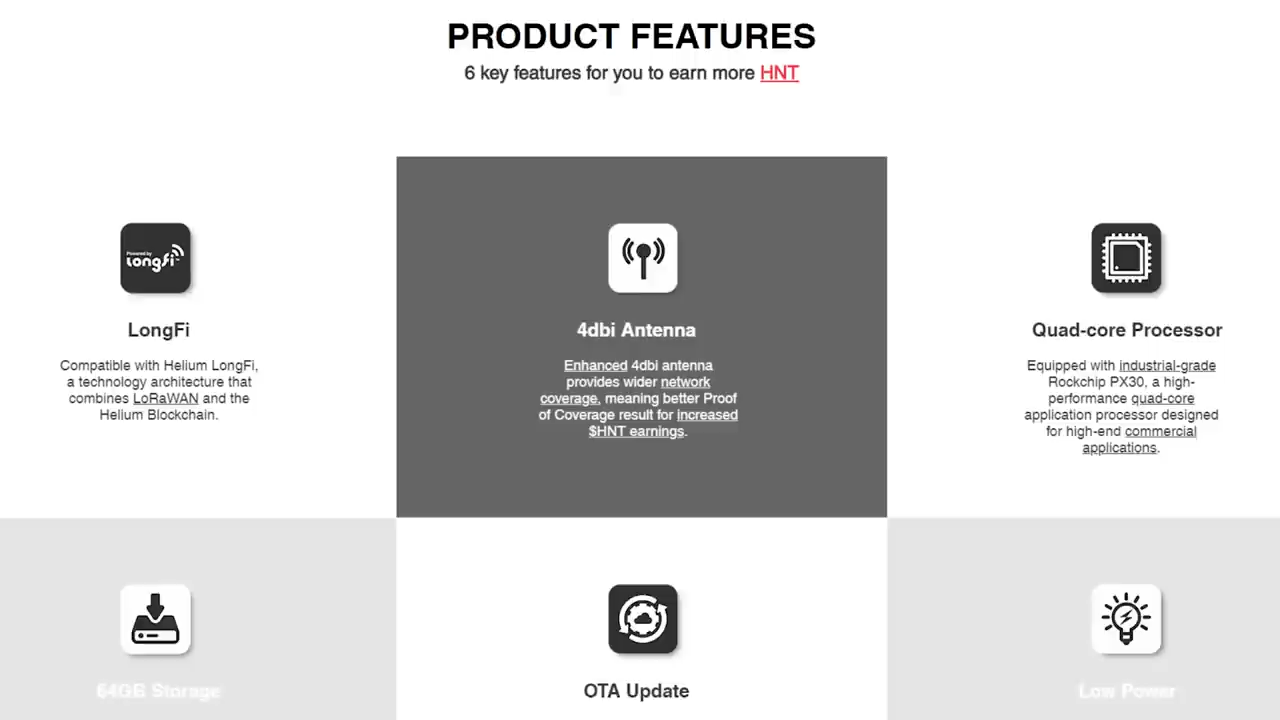 PRODUCT FEATURES
6 key features for you to earn more HNT
Powered by
LongFi
LongFi
Compatible with Helium LongFi,
a technology architecture that
combines LoRaWAN and the
Helium Blockchain.
4dbi Antenna
Enhanced 4dbi antenna
provides wider network
coverage, meaning better Proof
of Coverage result for increased
$HNT earnings.
Quad-core Processor
Equipped with industrial-grade
Rockchip PX30, a high-
performance quad-core
application processor designed
for high-end commercial
applications.
64GB Storage
OTA Update
Low Power